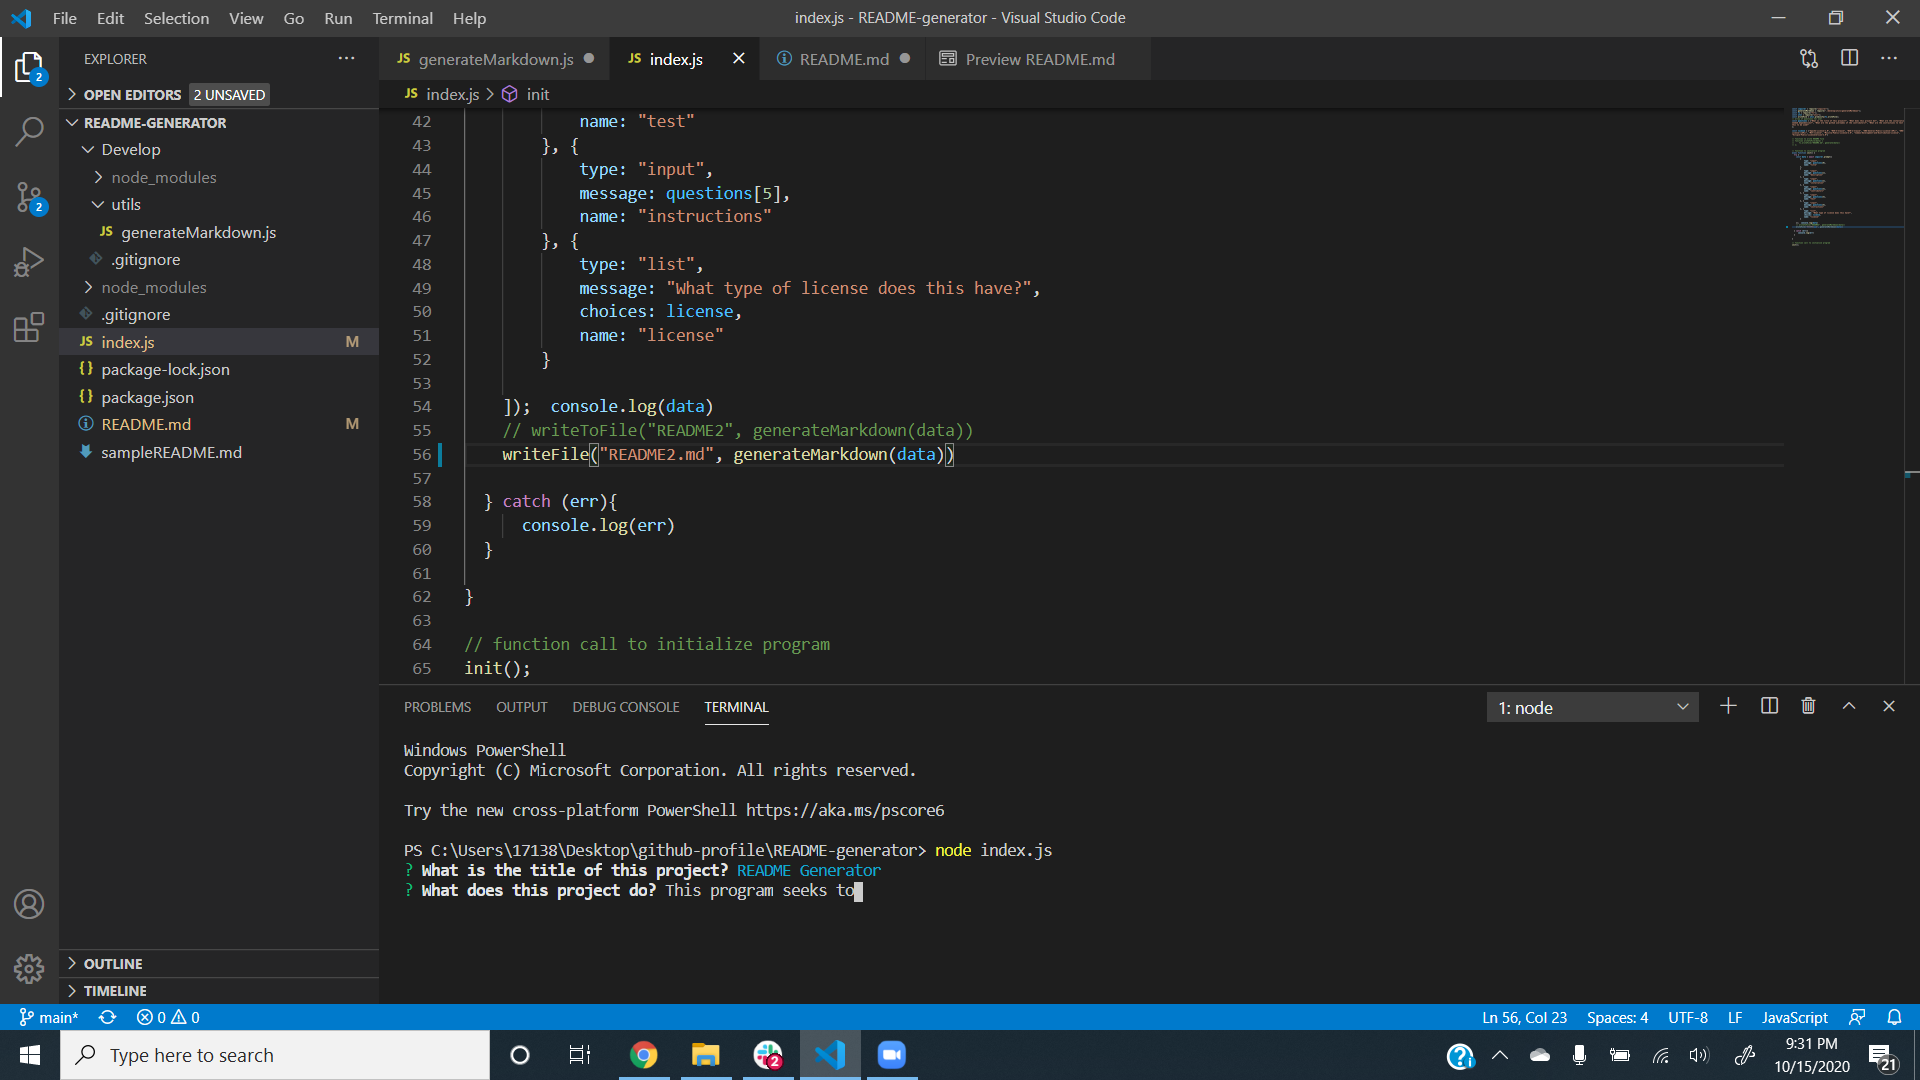 File Edit Selection View Go Run Terminal Help
index.js - README-generator - Visual Studio Code
EXPLORER
2
OPEN EDITORS 2 UNSAVED
README-GENERATOR
Develop
node_modules
utils
JS generateMarkdown.js
.gitignore
node_modules
.gitignore
JS index.js M
{} package-lock.json
{} package.json
README.md M
sampleREADME.md
2
OUTLINE
TIMELINE
JS generateMarkdown.js
JS index.js
README.md
Preview README.md
JS index.js > init
42 name: "test"
43 }, {
44 type: "input",
45 message: questions[5],
46 name: "instructions"
47 }, {
48 type: "list",
49 message: "What type of license does this have?",
50 choices: license,
51 name: "license"
52 }
53
54 ]);  console.log(data)
55 // writeToFile("README2", generateMarkdown(data))
56 writeFile("README2.md", generateMarkdown(data))
57
58 } catch (err){
59 console.log(err)
60 }
61
62 }
63
64 // function call to initialize program
65 init();
PROBLEMS OUTPUT DEBUG CONSOLE TERMINAL
1: node
Windows PowerShell
Copyright (C) Microsoft Corporation. All rights reserved.
Try the new cross-platform PowerShell https://aka.ms/pscore6
PS C:\Users\17138\Desktop\github-profile\README-generator> node index.js
? What is the title of this project? README Generator
? What does this project do? This program seeks to
main* 0 0
Ln 56, Col 23 Spaces: 4 UTF-8 LF JavaScript
Type here to search
2
9:31 PM
10/15/2020
21